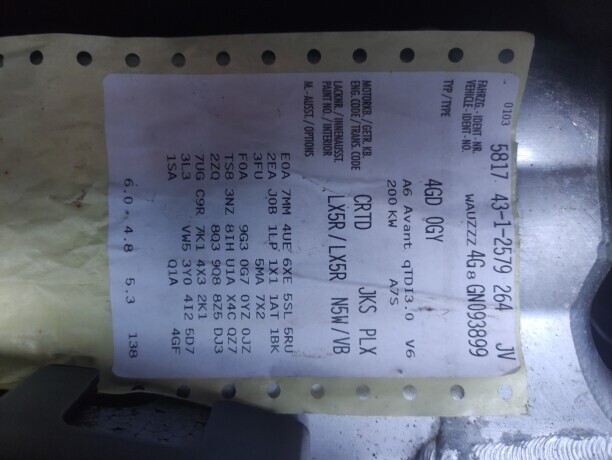 0103
5817 43-1-2579 264 JV
FAHRZG.-IDENT-NR.
VEHICLE-IDENT-NO.
WAUZZZ 4G8 GN093899
TYP/TYPE
4GD 0GY
A6 Avant qTDI3.0 V6
200 KW A7S
MOTORKB./GETR.KB.
ENG.CODE/TRANS.CODE
CRTD JKS PLX
LACKNR./INNENAUSST.
PAINT NO./INTERIOR
LX5R/LX5R N5W/VB
M.-AUSST./OPTIONS
E0A 7MM 4UE 6XE 5SL 5RU
2EA J0B 1LP 1X1 1AT 1BK
3FU 5MA 7X2
F0A 9G3 0G7 0YZ 0JZ
TS8 3NZ 8IH U1A X4C QZ7
2ZQ 8Q3 9Q8 8Z5 DJ3
7UG C9R 7K1 4X3 2K1
3L3 VW5 3Y0 4I2 5D7
1SA Q1A 4GF
6.0 4.8 5.3 138